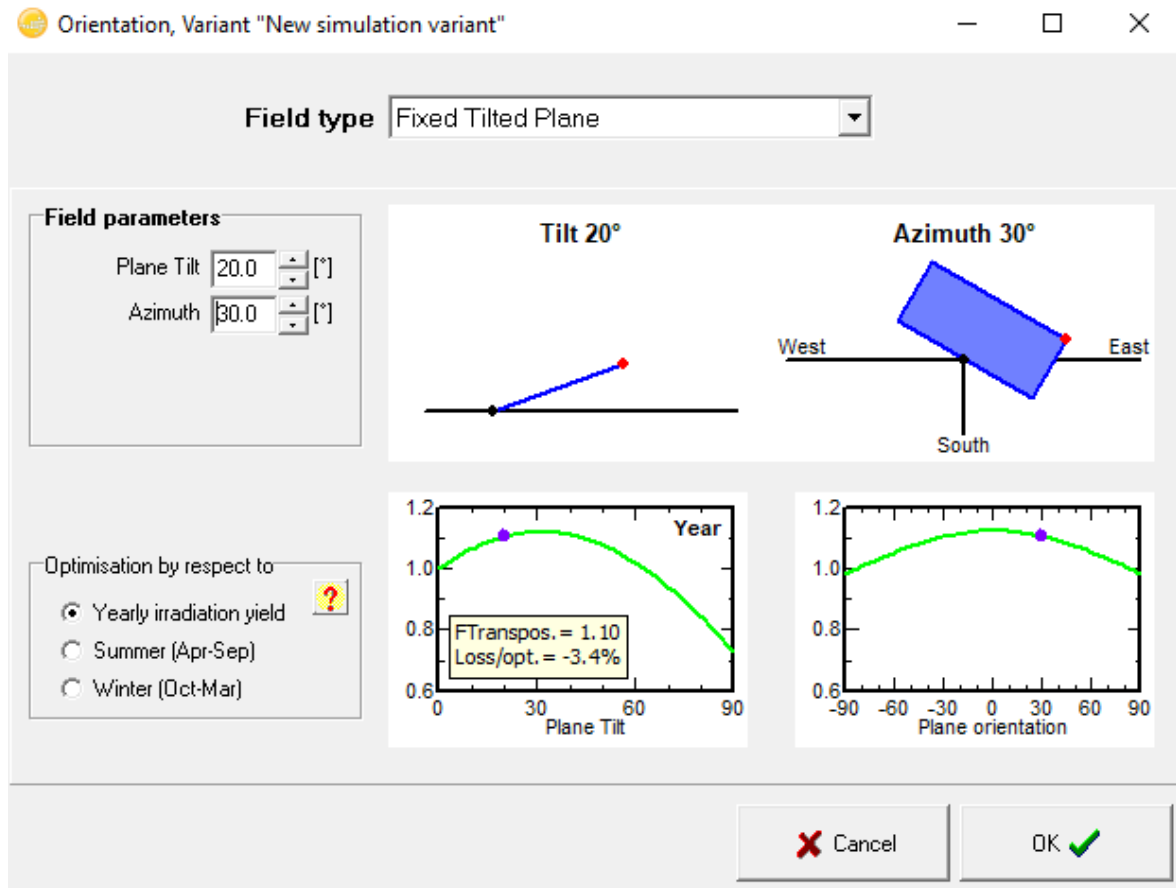 Orientation, Variant "New simulation variant"
Field type Fixed Tilted Plane
Field parameters
Plane Tilt 20.0 [°]
Azimuth 30.0 [°]
Tilt 20°
Azimuth 30°
West
East
South
Optimisation by respect to
Yearly irradiation yield
?
Summer (Apr-Sep)
Winter (Oct-Mar)
1.2
Year
1.0
0.8
FTranspos. = 1.10
Loss/opt. = -3.4%
0.6
0 30 60 90
Plane Tilt
1.2
1.0
0.8
0.6
-90 -60 -30 0 30 60 90
Plane orientation
Cancel
OK